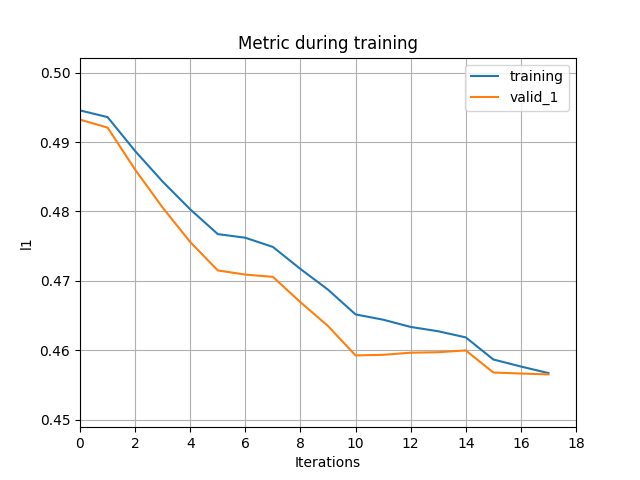 Metric during training
0.50
0.49
0.48
0.47
0.46
0.45
l1
training
valid_1
0 2 4 6 8 10 12 14 16 18
Iterations